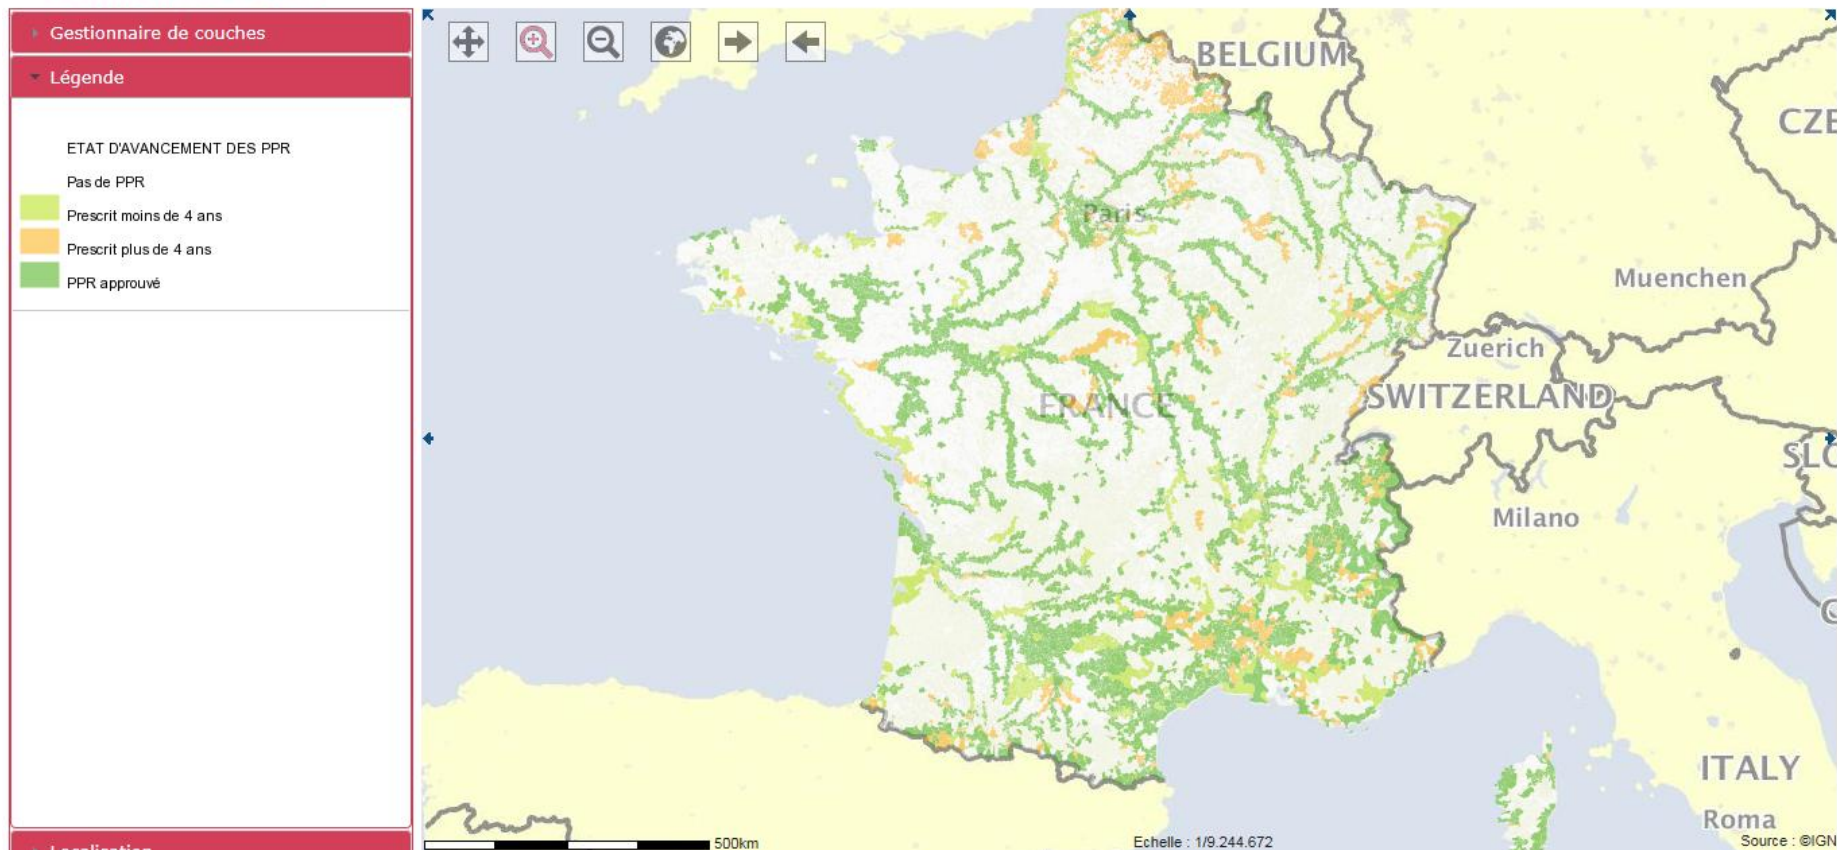 Gestionnaire de couches
Légende
ETAT D'AVANCEMENT DES PPR
Pas de PPR
Prescrit moins de 4 ans
Prescrit plus de 4 ans
PPR approuvé
BELGIUM
CZE
Paris
Muenchen
Zuerich
FRANCE
SWITZERLAND
SLO
Milano
ITALY
Roma
500km
Echelle : 1/9.244.672
Source : ©IGN